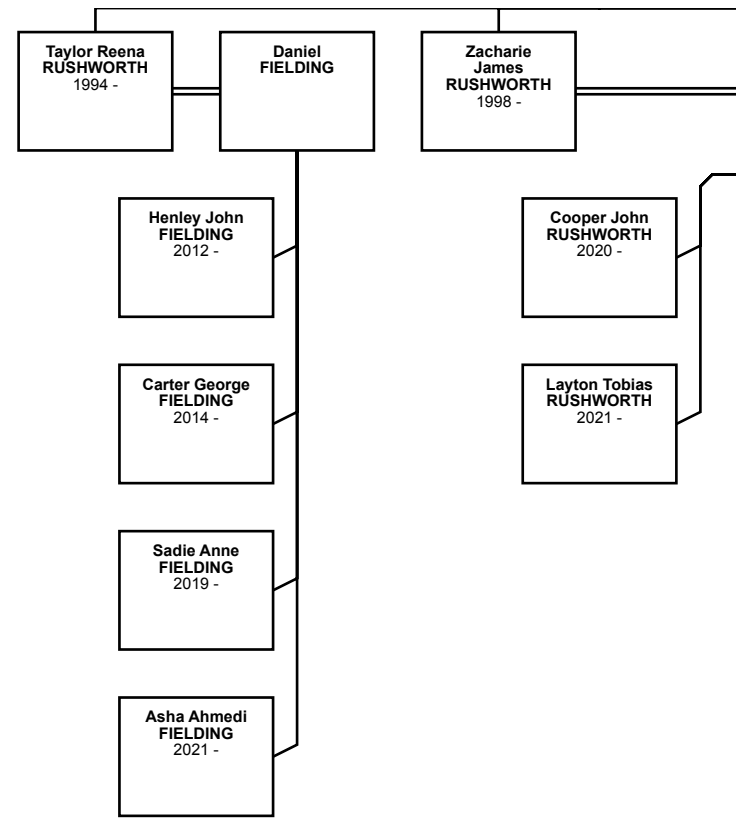 Taylor Reena
RUSHWORTH
1994 -
Daniel
FIELDING
Zacharie
James
RUSHWORTH
1998 -
Henley John
FIELDING
2012 -
Cooper John
RUSHWORTH
2020 -
Carter George
FIELDING
2014 -
Layton Tobias
RUSHWORTH
2021 -
Sadie Anne
FIELDING
2019 -
Asha Ahmedi
FIELDING
2021 -